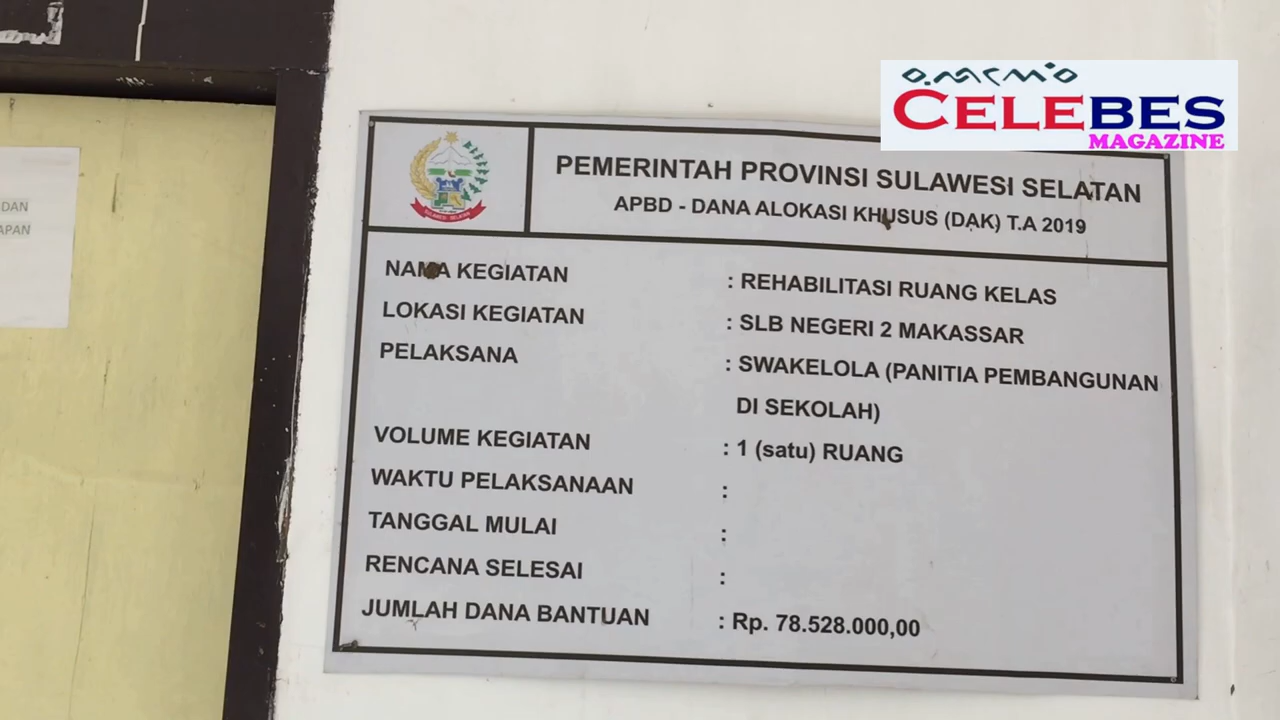 CELEBES
MAGAZINE
DAN
APAN
SULAWESI SELATAN
PEMERINTAH PROVINSI SULAWESI SELATAN
APBD - DANA ALOKASI KHUSUS (DAK) T.A 2019
NAMA KEGIATAN : REHABILITASI RUANG KELAS
LOKASI KEGIATAN : SLB NEGERI 2 MAKASSAR
PELAKSANA : SWAKELOLA (PANITIA PEMBANGUNAN
DI SEKOLAH)
VOLUME KEGIATAN : 1 (satu) RUANG
WAKTU PELAKSANAAN :
TANGGAL MULAI :
RENCANA SELESAI :
JUMLAH DANA BANTUAN : Rp. 78.528.000,00